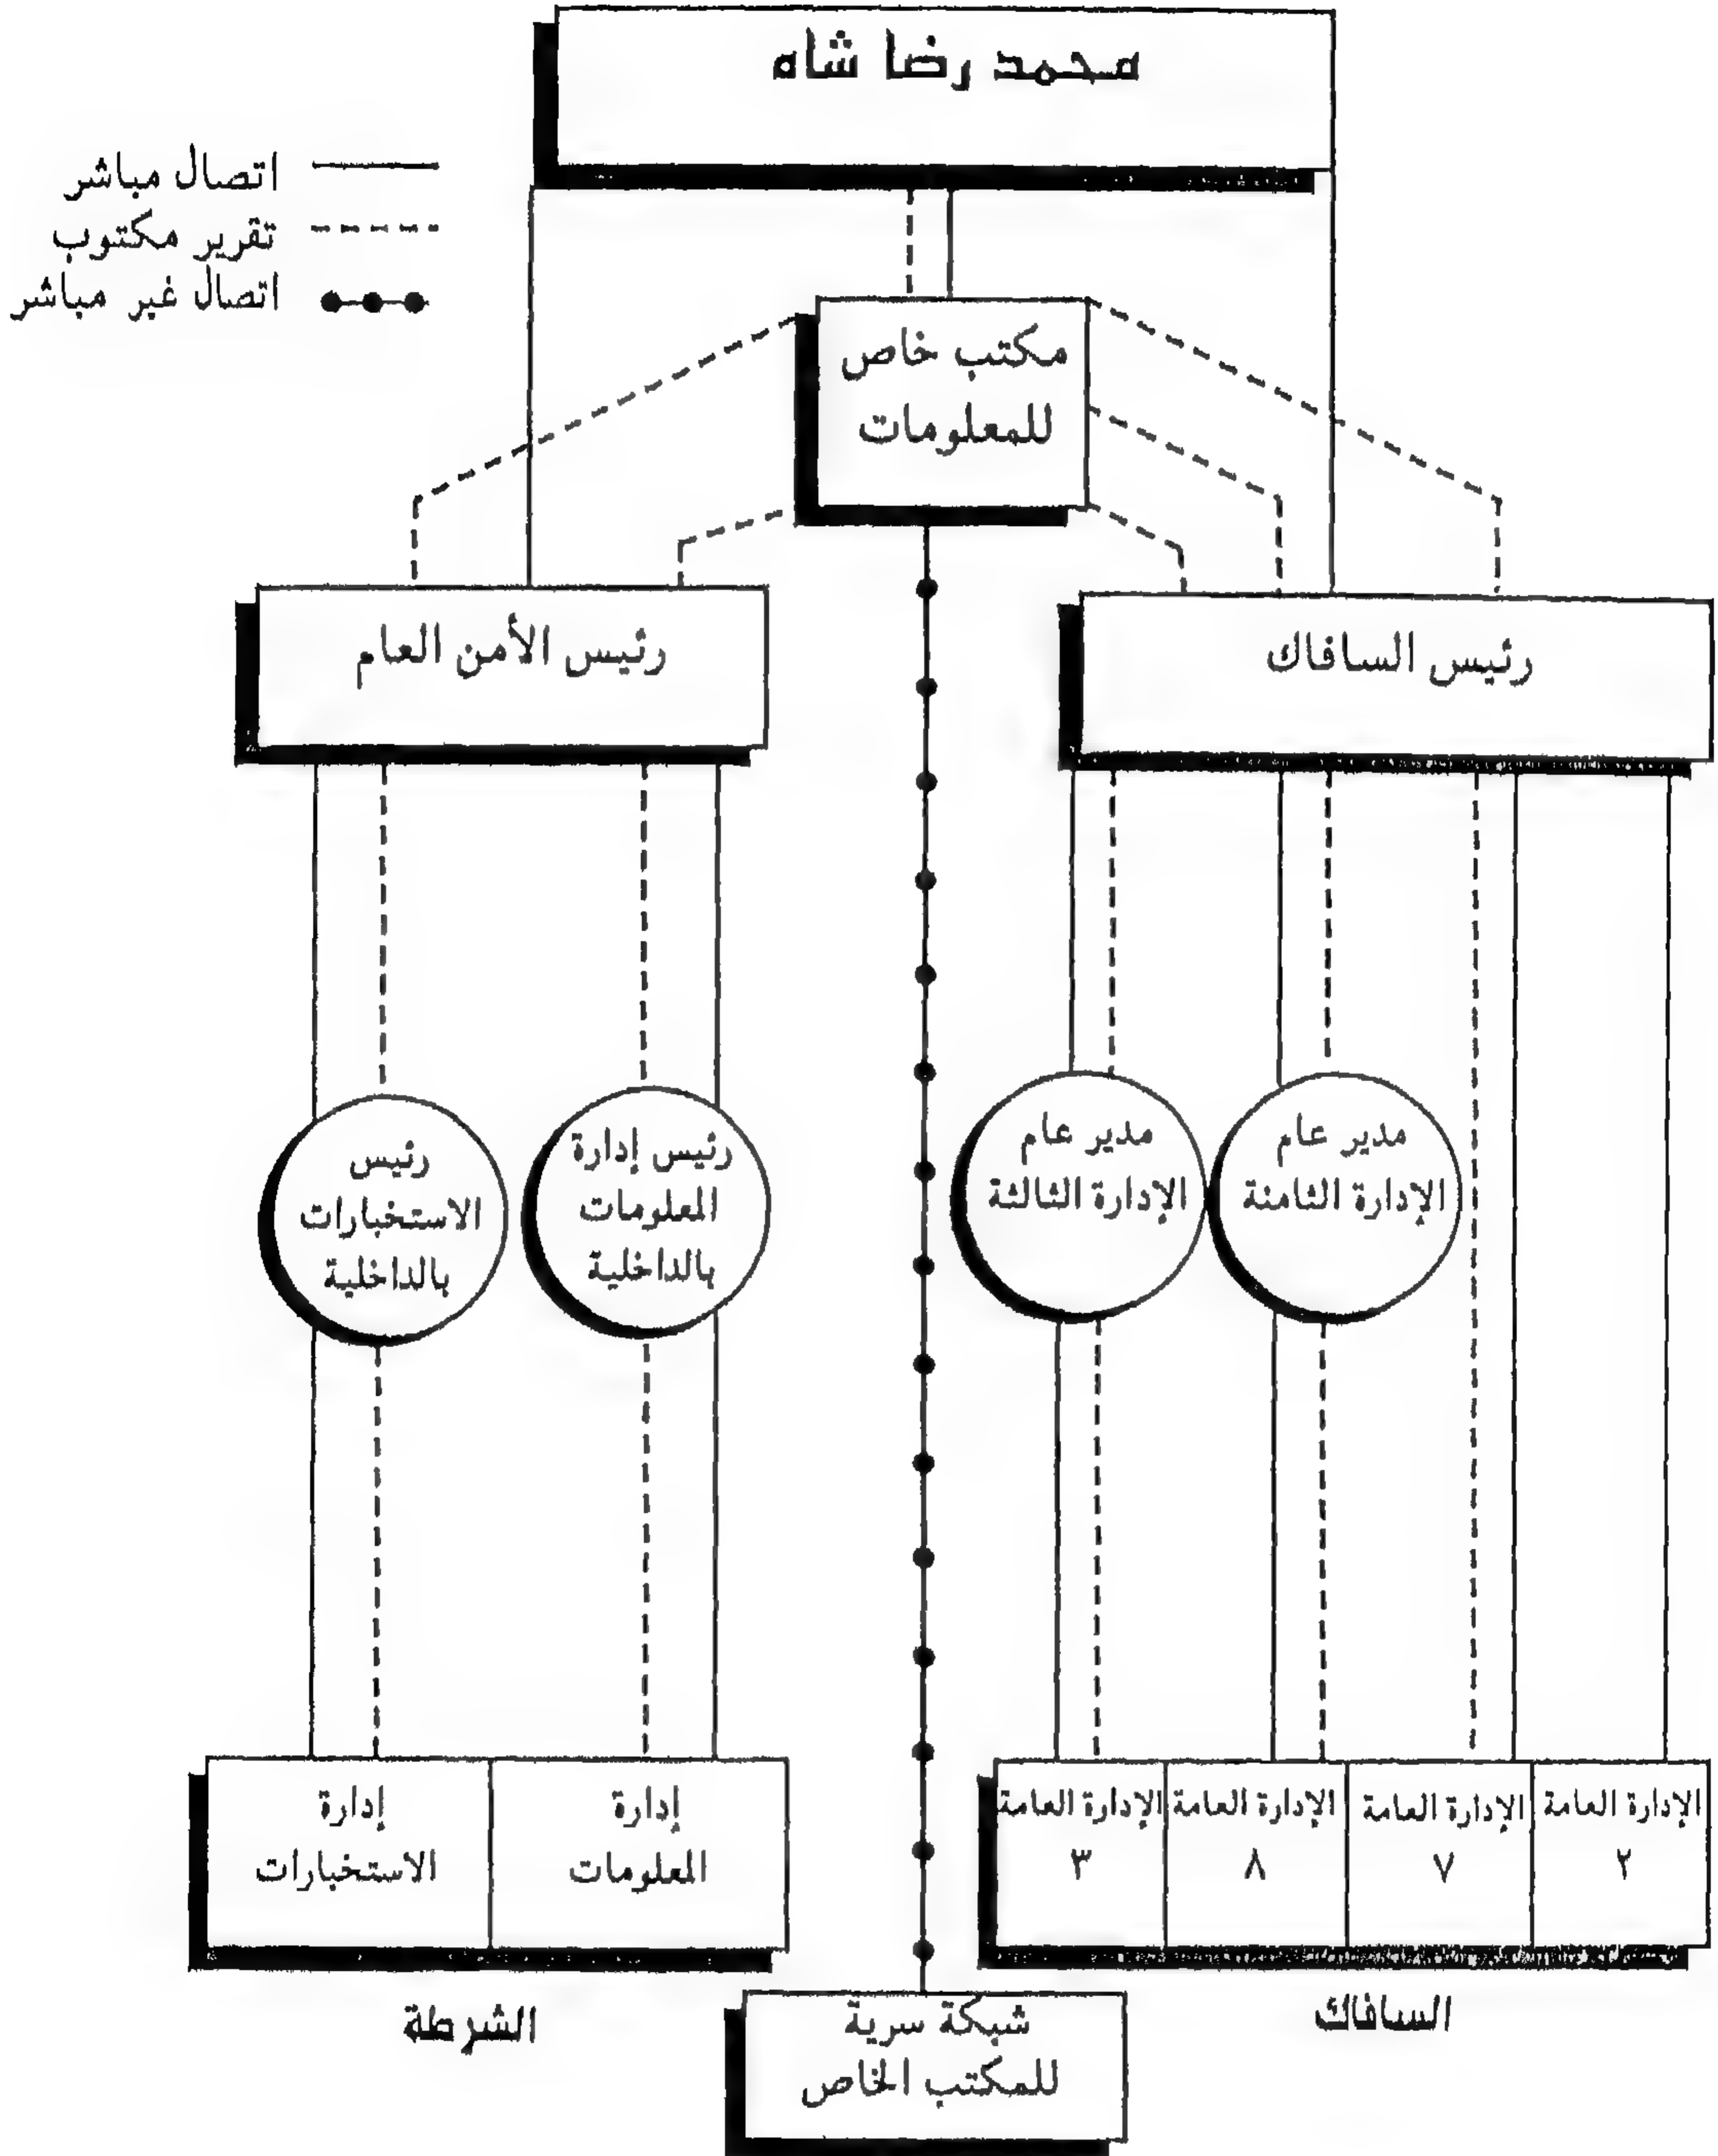 محمد رضا شاه
اتصال مباشر
تقرير مكتوب
اتصال غير مباشر
مكتب خاص
للمعلومات
رئيس السافاك
رئيس الأمن العام
مدير عام
الإدارة الثامنة
مدير عام
الإدارة الثالثة
رئيس إدارة
المعلومات
بالداخلية
رئيس
الاستخبارات
بالداخلية
الإدارة العامة
٢
الإدارة العامة
٧
الإدارة العامة
٨
الإدارة العامة
٣
إدارة
المعلومات
إدارة
الاستخبارات
السافاك
الشرطة
شبكة سرية
للمكتب الخاص